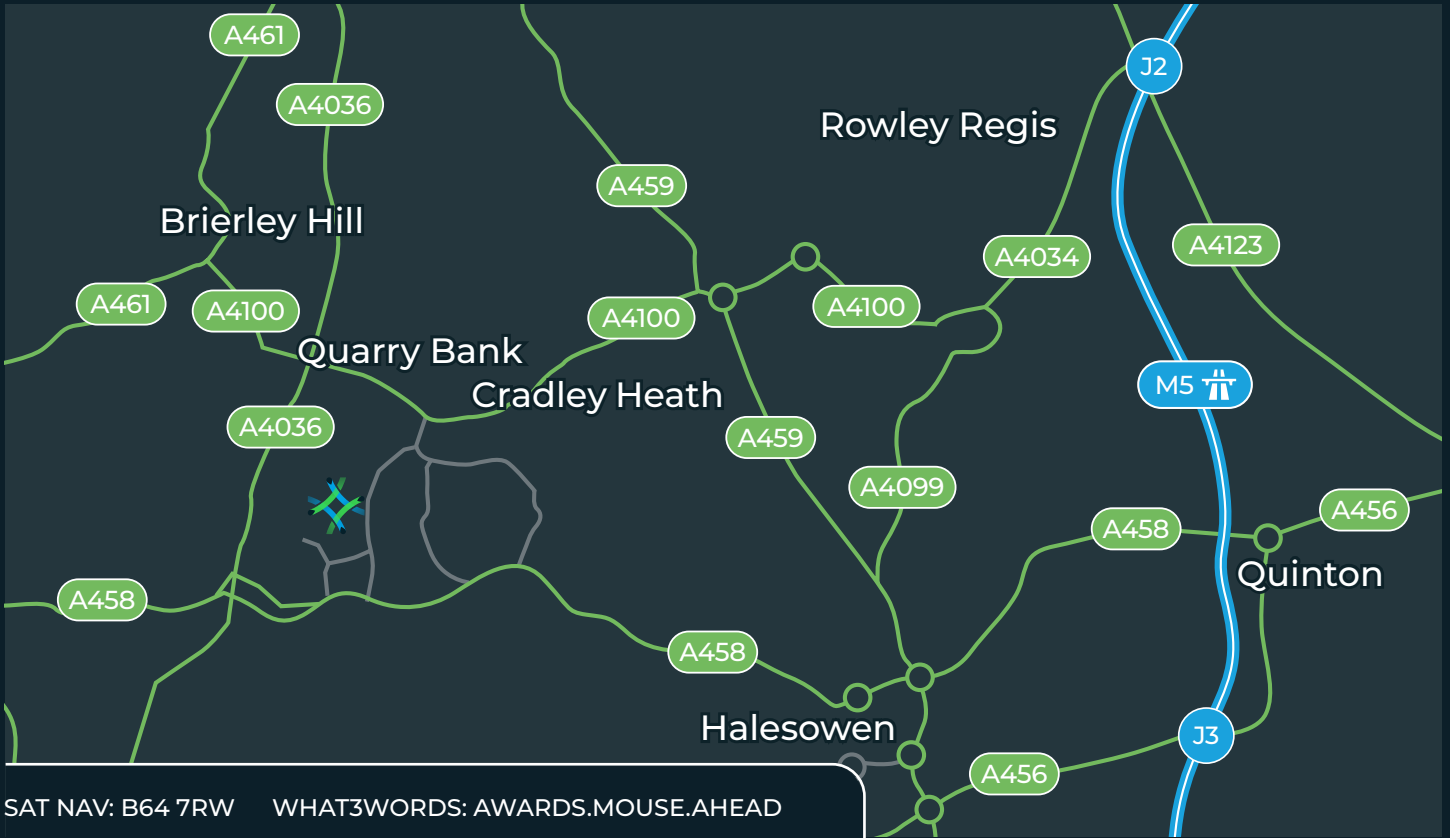 A461
J2
A4036
Rowley Regis
A459
Brierley Hill
A4123
A4034
A461
A4100
A4100
A4100
Quarry Bank
M5
Cradley Heath
A4036
A459
A4099
A456
A458
Quinton
A458
A458
Halesowen
J3
A456
SAT NAV: B64 7RW WHAT3WORDS: AWARDS.MOUSE.AHEAD